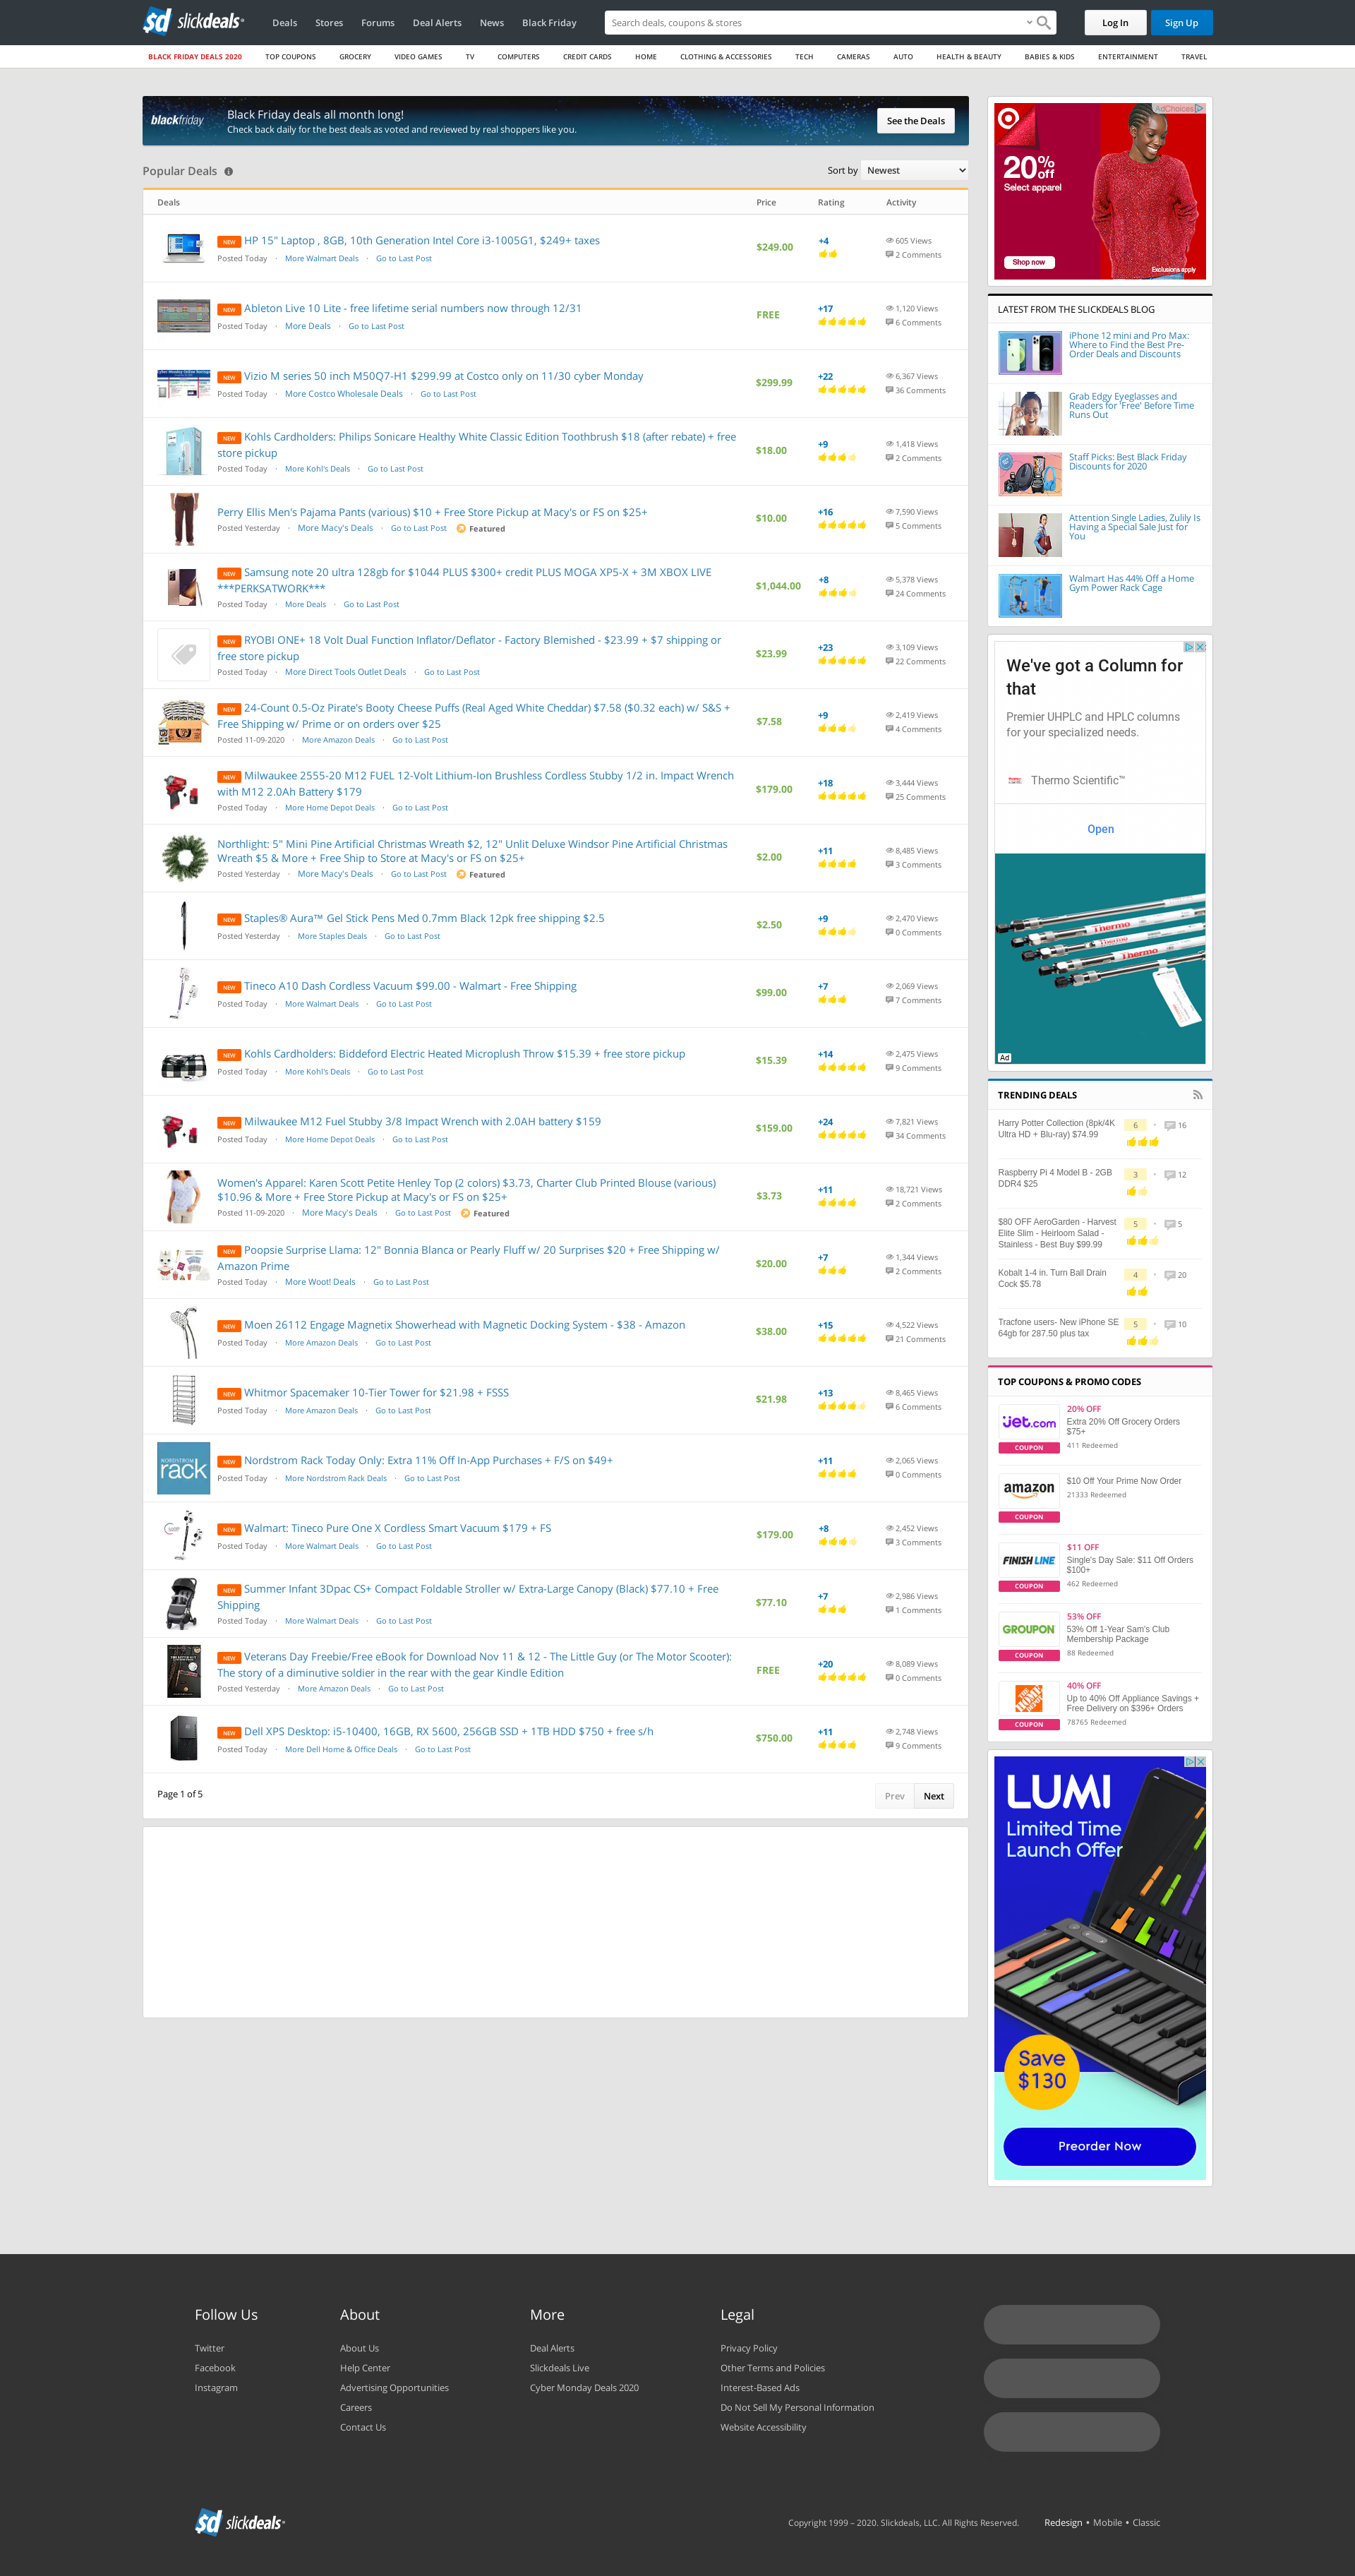 slickdeals
Deals Stores Forums Deal Alerts News Black Friday
Search deals, coupons & stores
Log In Sign Up
BLACK FRIDAY DEALS 2020 TOP COUPONS GROCERY VIDEO GAMES TV COMPUTERS CREDIT CARDS HOME CLOTHING & ACCESSORIES TECH CAMERAS AUTO HEALTH & BEAUTY BABIES & KIDS ENTERTAINMENT TRAVEL
blackfriday
Black Friday deals all month long!
Check back daily for the best deals as voted and reviewed by real shoppers like you.
See the Deals
Popular Deals
Sort by Newest
Deals Price Rating Activity
NEW HP 15" Laptop , 8GB, 10th Generation Intel Core i3-1005G1, $249+ taxes
Posted Today · More Walmart Deals · Go to Last Post
$249.00 +4 605 Views
2 Comments
NEW Ableton Live 10 Lite - free lifetime serial numbers now through 12/31
Posted Today · More Deals · Go to Last Post
FREE +17 1,120 Views
6 Comments
NEW Vizio M series 50 inch M50Q7-H1 $299.99 at Costco only on 11/30 cyber Monday
Posted Today · More Costco Wholesale Deals · Go to Last Post
$299.99 +22 6,367 Views
36 Comments
NEW Kohls Cardholders: Philips Sonicare Healthy White Classic Edition Toothbrush $18 (after rebate) + free
store pickup
Posted Today · More Kohl's Deals · Go to Last Post
$18.00 +9 1,418 Views
2 Comments
Perry Ellis Men's Pajama Pants (various) $10 + Free Store Pickup at Macy's or FS on $25+
Posted Yesterday · More Macy's Deals · Go to Last Post Featured
$10.00 +16 7,590 Views
5 Comments
NEW Samsung note 20 ultra 128gb for $1044 PLUS $300+ credit PLUS MOGA XP5-X + 3M XBOX LIVE
***PERKSATWORK***
Posted Today · More Deals · Go to Last Post
$1,044.00 +8 5,378 Views
24 Comments
NEW RYOBI ONE+ 18 Volt Dual Function Inflator/Deflator - Factory Blemished - $23.99 + $7 shipping or
free store pickup
Posted Today · More Direct Tools Outlet Deals · Go to Last Post
$23.99 +23 3,109 Views
22 Comments
NEW 24-Count 0.5-Oz Pirate's Booty Cheese Puffs (Real Aged White Cheddar) $7.58 ($0.32 each) w/ S&S +
Free Shipping w/ Prime or on orders over $25
Posted 11-09-2020 · More Amazon Deals · Go to Last Post
$7.58 +9 2,419 Views
4 Comments
NEW Milwaukee 2555-20 M12 FUEL 12-Volt Lithium-Ion Brushless Cordless Stubby 1/2 in. Impact Wrench
with M12 2.0Ah Battery $179
Posted Today · More Home Depot Deals · Go to Last Post
$179.00 +18 3,444 Views
25 Comments
Northlight: 5" Mini Pine Artificial Christmas Wreath $2, 12" Unlit Deluxe Windsor Pine Artificial Christmas
Wreath $5 & More + Free Ship to Store at Macy's or FS on $25+
Posted Yesterday · More Macy's Deals · Go to Last Post Featured
$2.00 +11 8,485 Views
3 Comments
NEW Staples® Aura™ Gel Stick Pens Med 0.7mm Black 12pk free shipping $2.5
Posted Yesterday · More Staples Deals · Go to Last Post
$2.50 +9 2,470 Views
0 Comments
NEW Tineco A10 Dash Cordless Vacuum $99.00 - Walmart - Free Shipping
Posted Today · More Walmart Deals · Go to Last Post
$99.00 +7 2,069 Views
7 Comments
NEW Kohls Cardholders: Biddeford Electric Heated Microplush Throw $15.39 + free store pickup
Posted Today · More Kohl's Deals · Go to Last Post
$15.39 +14 2,475 Views
9 Comments
NEW Milwaukee M12 Fuel Stubby 3/8 Impact Wrench with 2.0AH battery $159
Posted Today · More Home Depot Deals · Go to Last Post
$159.00 +24 7,821 Views
34 Comments
Women's Apparel: Karen Scott Petite Henley Top (2 colors) $3.73, Charter Club Printed Blouse (various)
$10.96 & More + Free Store Pickup at Macy's or FS on $25+
Posted 11-09-2020 · More Macy's Deals · Go to Last Post Featured
$3.73 +11 18,721 Views
2 Comments
NEW Poopsie Surprise Llama: 12" Bonnia Blanca or Pearly Fluff w/ 20 Surprises $20 + Free Shipping w/
Amazon Prime
Posted Today · More Woot! Deals · Go to Last Post
$20.00 +7 1,344 Views
2 Comments
NEW Moen 26112 Engage Magnetix Showerhead with Magnetic Docking System - $38 - Amazon
Posted Today · More Amazon Deals · Go to Last Post
$38.00 +15 4,522 Views
21 Comments
NEW Whitmor Spacemaker 10-Tier Tower for $21.98 + FSSS
Posted Today · More Amazon Deals · Go to Last Post
$21.98 +13 8,465 Views
6 Comments
NORDSTROM
rack
NEW Nordstrom Rack Today Only: Extra 11% Off In-App Purchases + F/S on $49+
Posted Today · More Nordstrom Rack Deals · Go to Last Post
+11 2,065 Views
0 Comments
NEW Walmart: Tineco Pure One X Cordless Smart Vacuum $179 + FS
Posted Today · More Walmart Deals · Go to Last Post
$179.00 +8 2,452 Views
3 Comments
NEW Summer Infant 3Dpac CS+ Compact Foldable Stroller w/ Extra-Large Canopy (Black) $77.10 + Free
Shipping
Posted Today · More Walmart Deals · Go to Last Post
$77.10 +7 2,986 Views
1 Comments
NEW Veterans Day Freebie/Free eBook for Download Nov 11 & 12 - The Little Guy (or The Motor Scooter):
The story of a diminutive soldier in the rear with the gear Kindle Edition
Posted Yesterday · More Amazon Deals · Go to Last Post
FREE +20 8,089 Views
0 Comments
NEW Dell XPS Desktop: i5-10400, 16GB, RX 5600, 256GB SSD + 1TB HDD $750 + free s/h
Posted Today · More Dell Home & Office Deals · Go to Last Post
$750.00 +11 2,748 Views
9 Comments
Page 1 of 5
Prev Next
AdChoices
20%
off
Select apparel
Shop now
Exclusions apply
LATEST FROM THE SLICKDEALS BLOG
iPhone 12 mini and Pro Max:
Where to Find the Best Pre-
Order Deals and Discounts
Grab Edgy Eyeglasses and
Readers for 'Free' Before Time
Runs Out
Staff Picks: Best Black Friday
Discounts for 2020
Attention Single Ladies, Zulily Is
Having a Special Sale Just for
You
Walmart Has 44% Off a Home
Gym Power Rack Cage
We've got a Column for
that
Premier UHPLC and HPLC columns
for your specialized needs.
Thermo Scientific™
Open
Thermo
Thermo
Thermo
Ad
TRENDING DEALS
Harry Potter Collection (8pk/4K
Ultra HD + Blu-ray) $74.99
6 · 16
Raspberry Pi 4 Model B - 2GB
DDR4 $25
3 · 12
$80 OFF AeroGarden - Harvest
Elite Slim - Heirloom Salad -
Stainless - Best Buy $99.99
5 · 5
Kobalt 1-4 in. Turn Ball Drain
Cock $5.78
4 · 20
Tracfone users- New iPhone SE
64gb for 287.50 plus tax
5 · 10
TOP COUPONS & PROMO CODES
jet.com
COUPON
20% OFF
Extra 20% Off Grocery Orders
$75+
411 Redeemed
amazon
COUPON
$10 Off Your Prime Now Order
21333 Redeemed
FINISH LINE
COUPON
$11 OFF
Single's Day Sale: $11 Off Orders
$100+
462 Redeemed
GROUPON
COUPON
53% OFF
53% Off 1-Year Sam's Club
Membership Package
88 Redeemed
THE HOME DEPOT
COUPON
40% OFF
Up to 40% Off Appliance Savings +
Free Delivery on $396+ Orders
78765 Redeemed
LUMI
Limited Time
Launch Offer
Save
$130
Preorder Now
Follow Us
Twitter
Facebook
Instagram
About
About Us
Help Center
Advertising Opportunities
Careers
Contact Us
More
Deal Alerts
Slickdeals Live
Cyber Monday Deals 2020
Legal
Privacy Policy
Other Terms and Policies
Interest-Based Ads
Do Not Sell My Personal Information
Website Accessibility
slickdeals
Copyright 1999 – 2020. Slickdeals, LLC. All Rights Reserved.
Redesign • Mobile • Classic